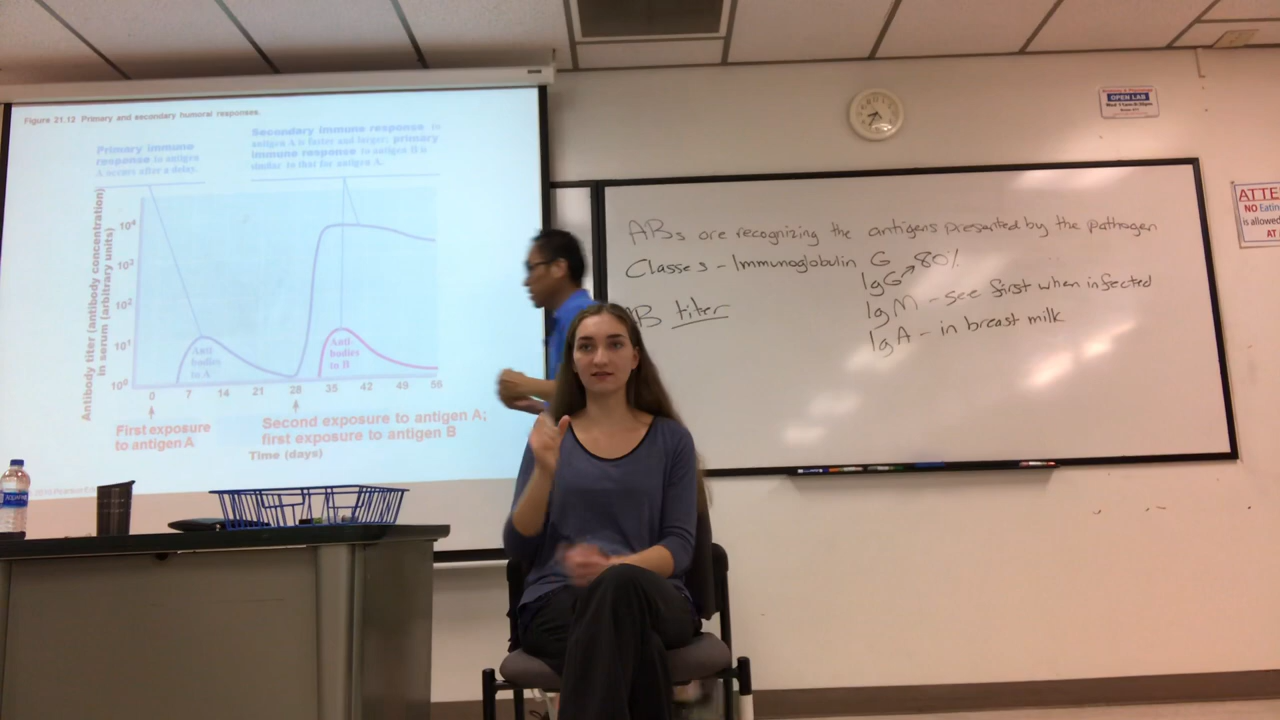 Figure 21.12 Primary and secondary humoral responses.
Primary immune
response to antigen
A occurs after a delay.
Secondary immune response to
antigen A is faster and larger; primary
immune response to antigen B is
similar to that for antigen A.
Antibody titer (antibody concentration)
in serum (arbitrary units)
10⁴
10³
10²
10¹
10⁰
Anti-
bodies
to A
Anti-
bodies
to B
0 7 14 21 28 35 42 49 56
First exposure
to antigen A
Second exposure to antigen A;
first exposure to antigen B
Time (days)
ABs are recognizing the antigens presented by the pathogen
Classes - Immunoglobulin G 80%
IgG
IgM - see first when infected
IgA - in breast milk
titer
OPEN LAB
ATTE
NO Eatin
is allowed
AT